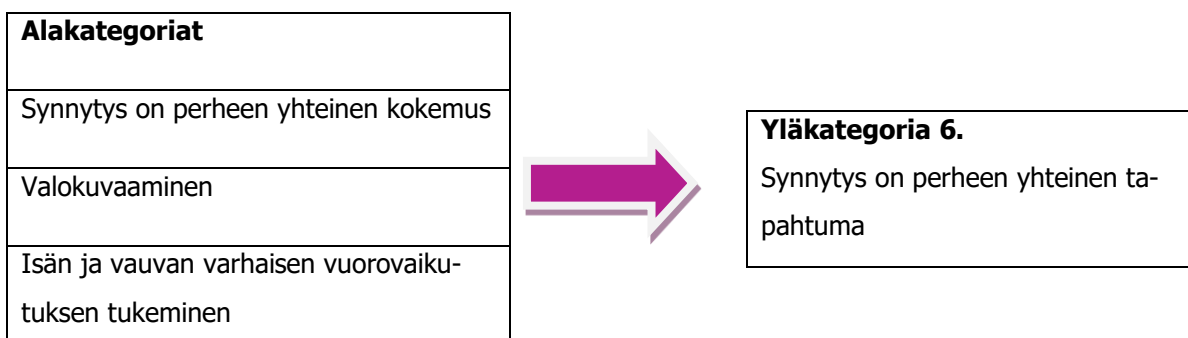 Alakategoriat
Synnytys on perheen yhteinen kokemus
Valokuvaaminen
Isän ja vauvan varhaisen vuorovaiku-
tuksen tukeminen
Yläkategoria 6.
Synnytys on perheen yhteinen ta-
pahtuma